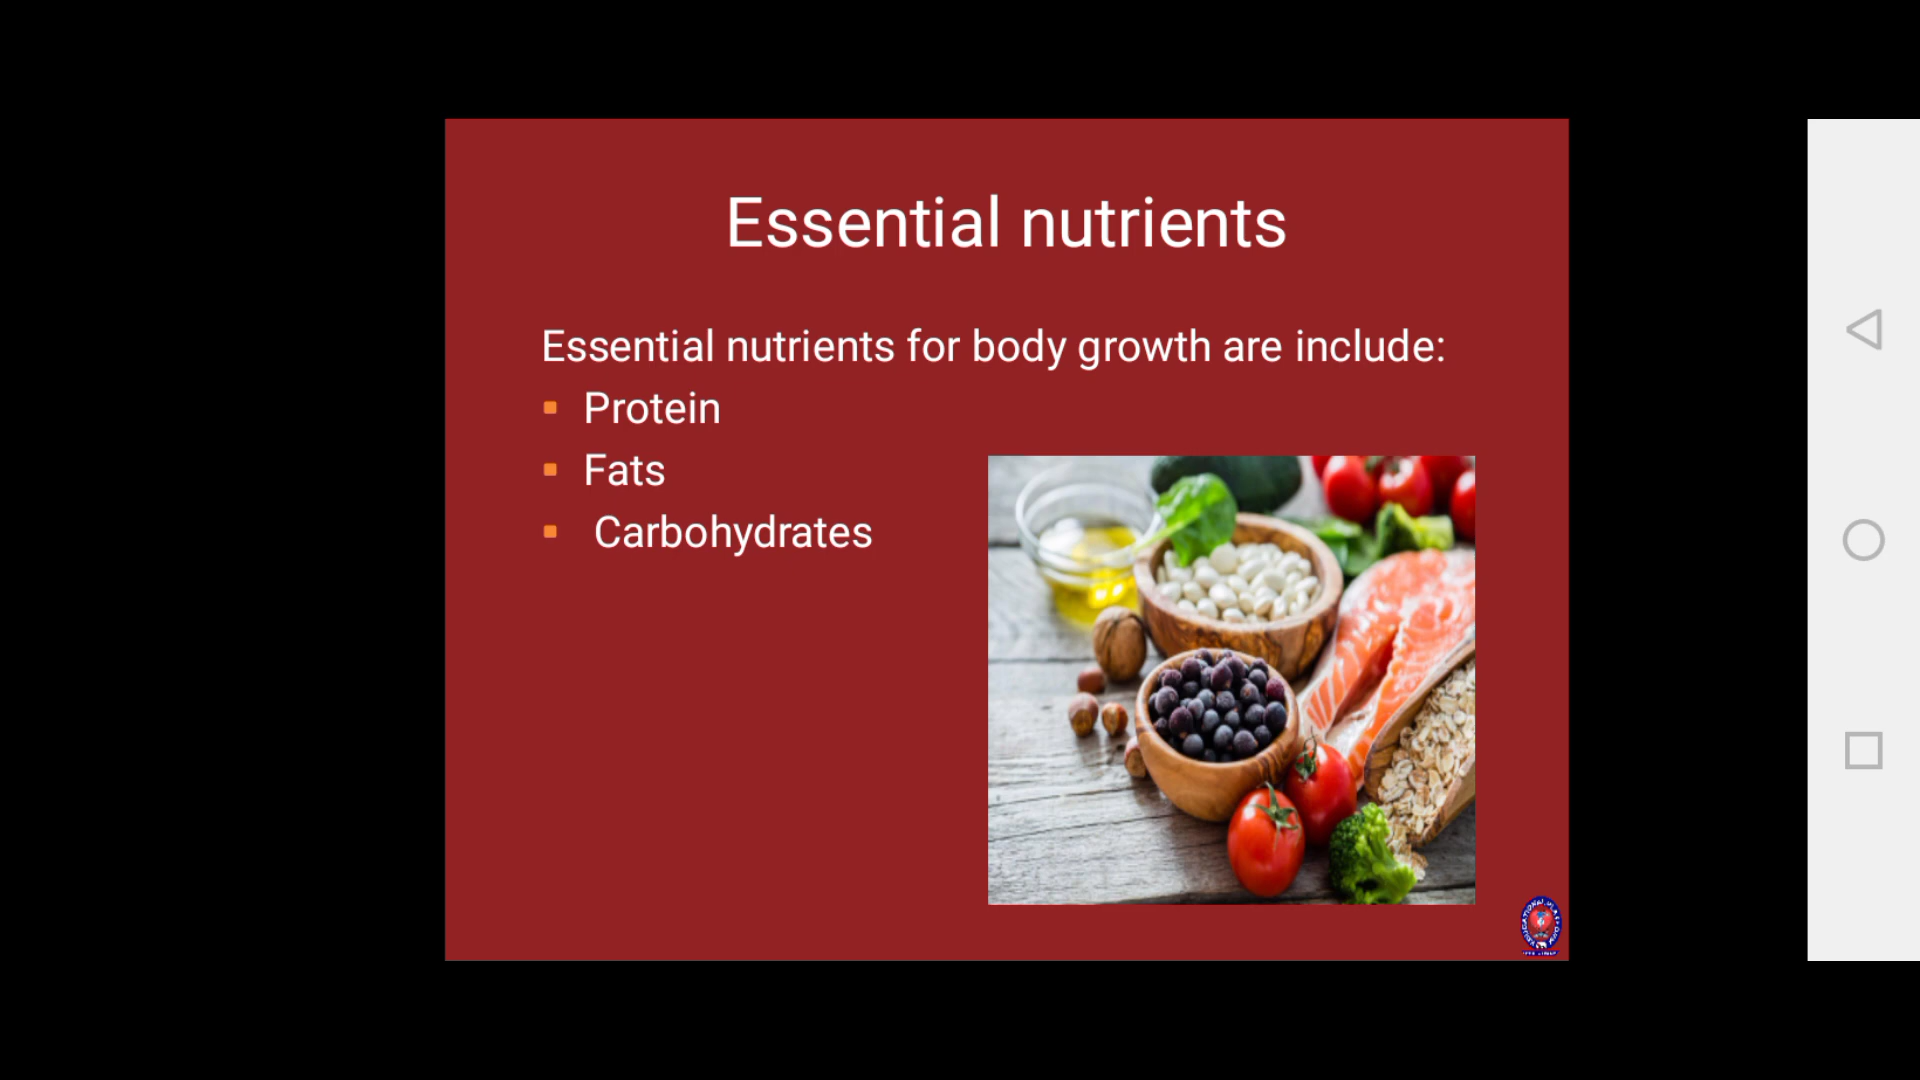 Essential nutrients
Essential nutrients for body growth are include:
Protein
Fats
Carbohydrates